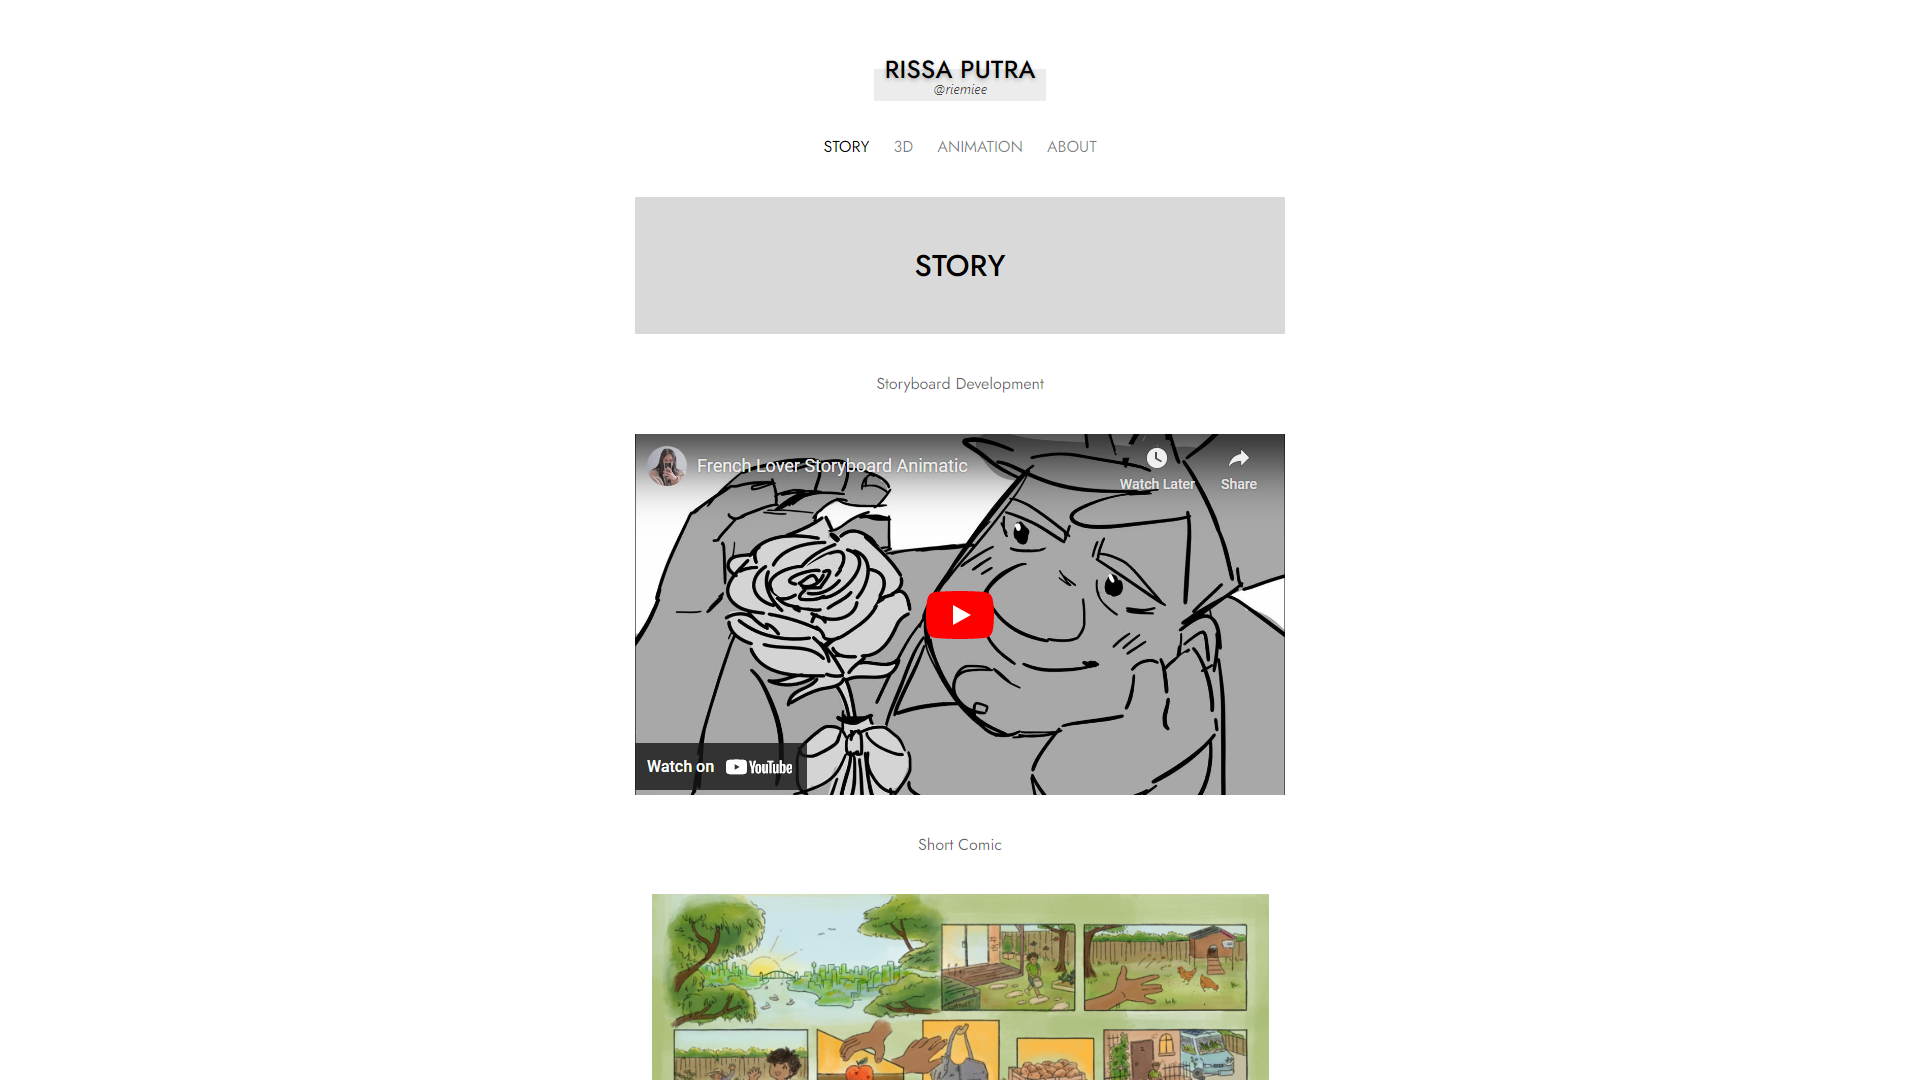 RISSA PUTRA
@riemiee
STORY 3D ANIMATION ABOUT
STORY
Storyboard Development
French Lover Storyboard Animatic
Watch Later Share
Watch on YouTube
Short Comic